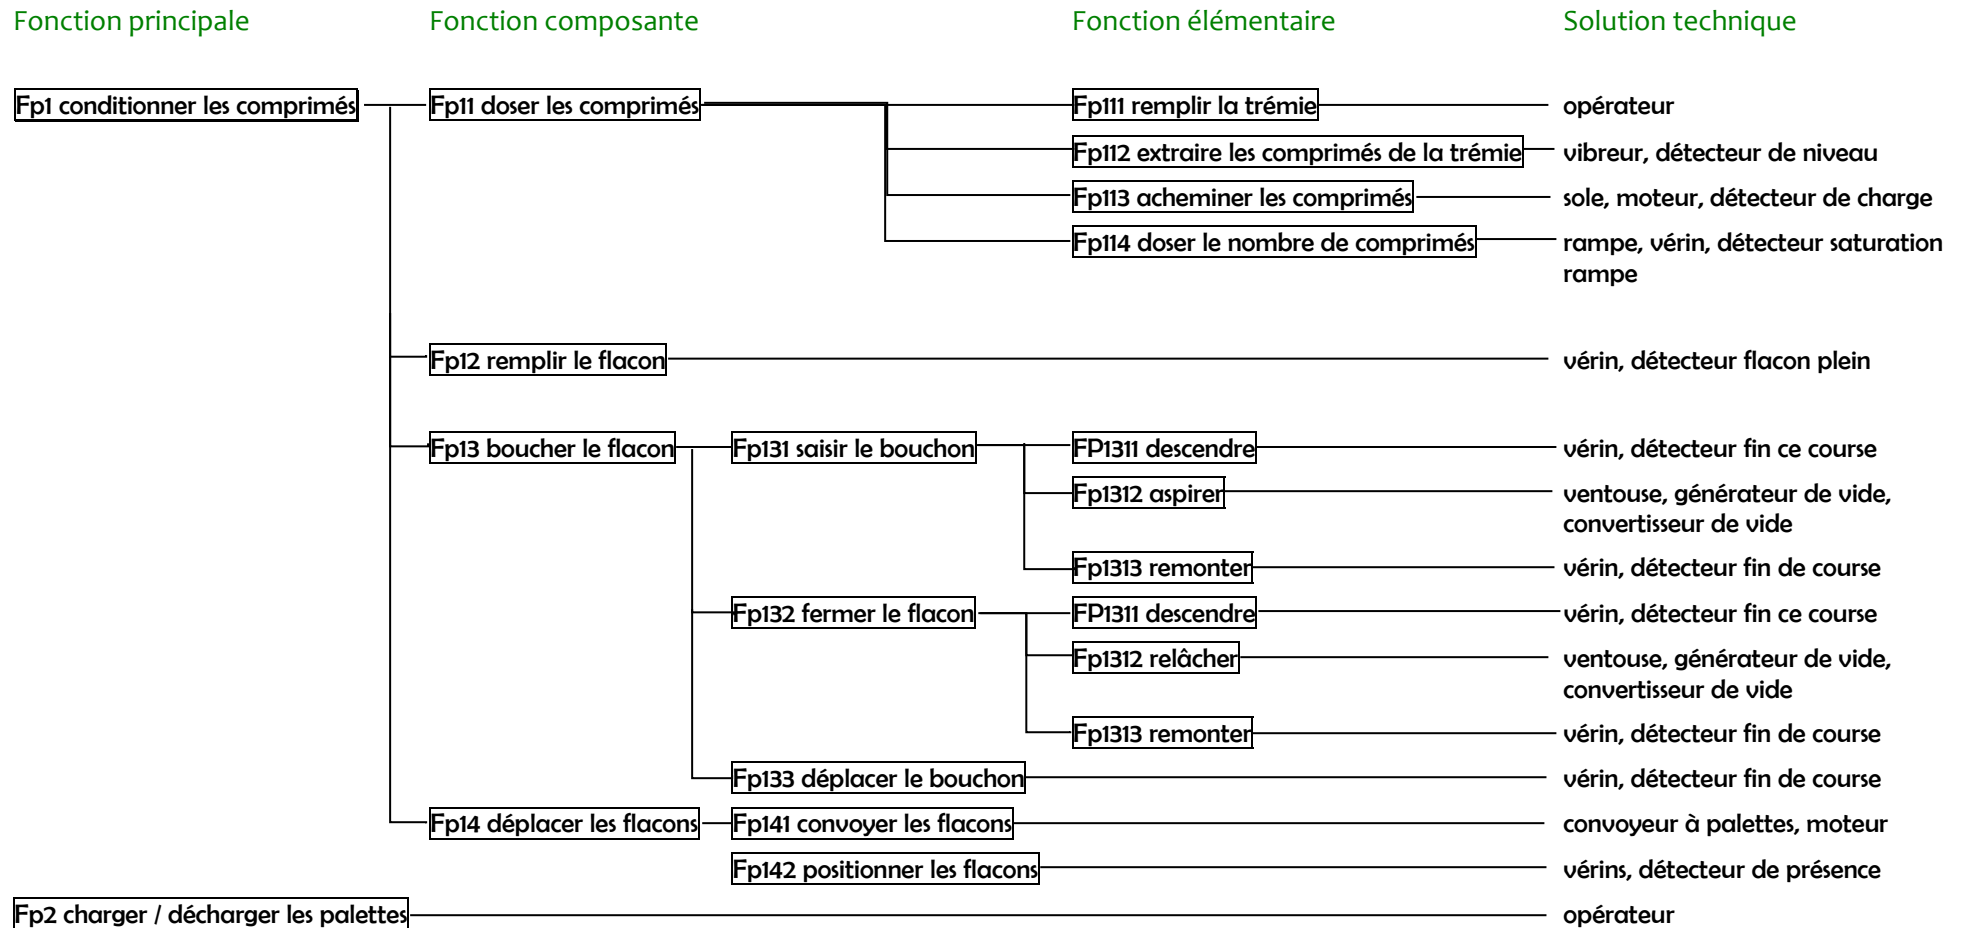 Fonction principale Fonction composante Fonction élémentaire Solution technique
Fp1 conditionner les comprimés Fp11 doser les comprimés Fp111 remplir la trémie opérateur
Fp112 extraire les comprimés de la trémie vibreur, détecteur de niveau
Fp113 acheminer les comprimés sole, moteur, détecteur de charge
Fp114 doser le nombre de comprimés rampe, vérin, détecteur saturation
rampe
Fp12 remplir le flacon vérin, détecteur flacon plein
Fp13 boucher le flacon Fp131 saisir le bouchon FP1311 descendre vérin, détecteur fin ce course
Fp1312 aspirer ventouse, générateur de vide,
convertisseur de vide
Fp1313 remonter vérin, détecteur fin de course
Fp132 fermer le flacon FP1311 descendre vérin, détecteur fin ce course
Fp1312 relâcher ventouse, générateur de vide,
convertisseur de vide
Fp1313 remonter vérin, détecteur fin de course
Fp133 déplacer le bouchon vérin, détecteur fin de course
Fp14 déplacer les flacons Fp141 convoyer les flacons convoyeur à palettes, moteur
Fp142 positionner les flacons vérins, détecteur de présence
Fp2 charger / décharger les palettes opérateur